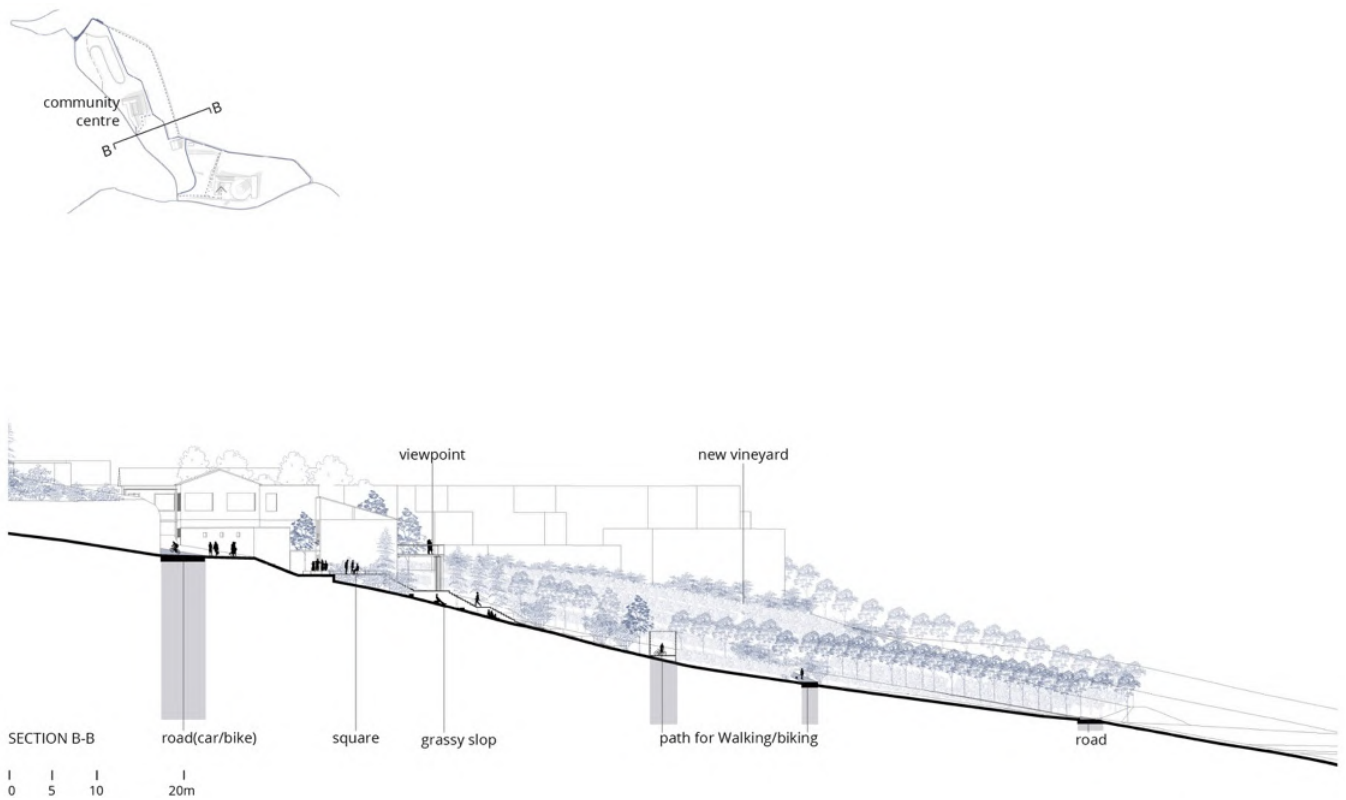 community
centre
B
B
viewpoint
new vineyard
SECTION B-B
road(car/bike)
square
grassy slop
path for Walking/biking
road
0
5
10
20m